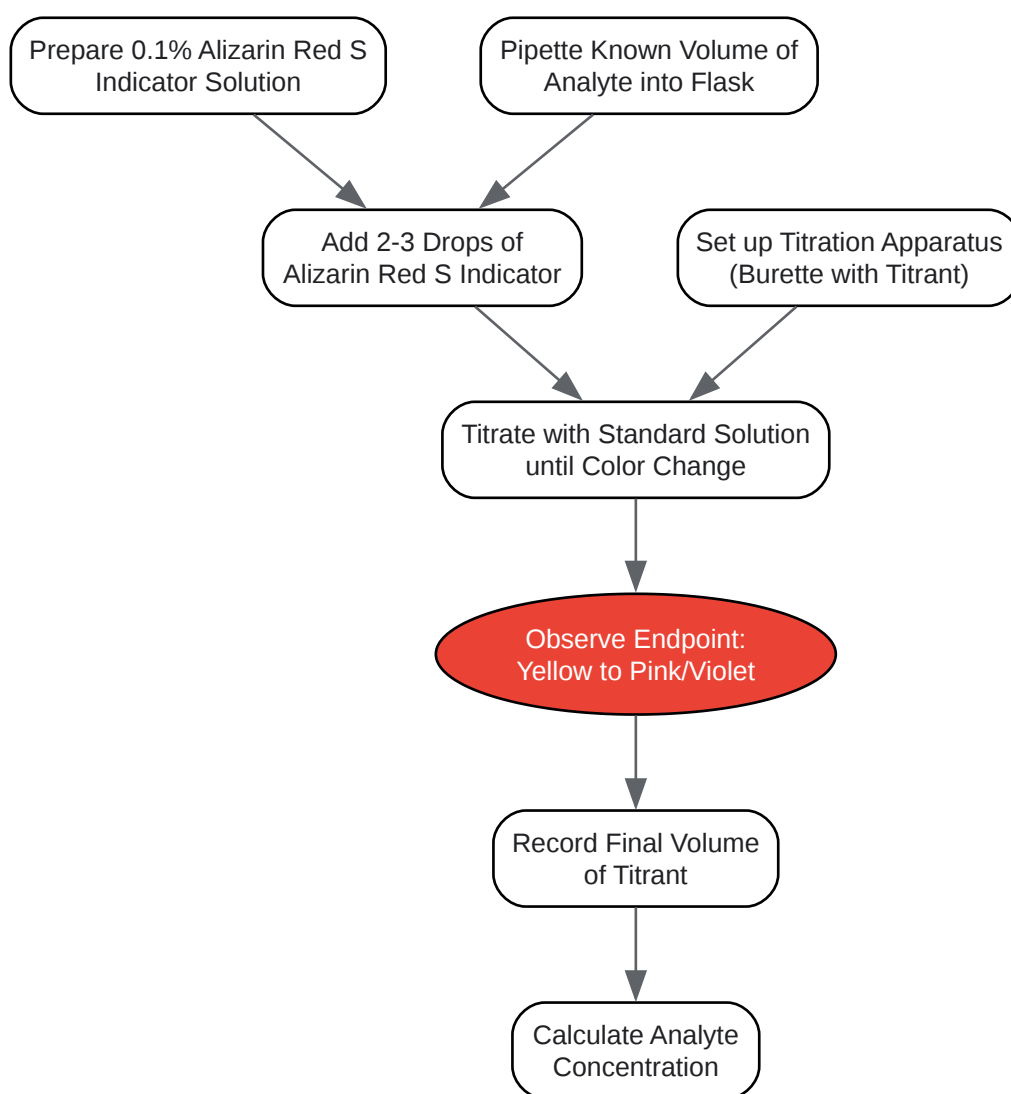 Prepare 0.1% Alizarin Red S
Indicator Solution
Pipette Known Volume of
Analyte into Flask
Add 2-3 Drops of
Alizarin Red S Indicator
Set up Titration Apparatus
(Burette with Titrant)
Titrate with Standard Solution
until Color Change
Observe Endpoint:
Yellow to Pink/Violet
Record Final Volume
of Titrant
Calculate Analyte
Concentration